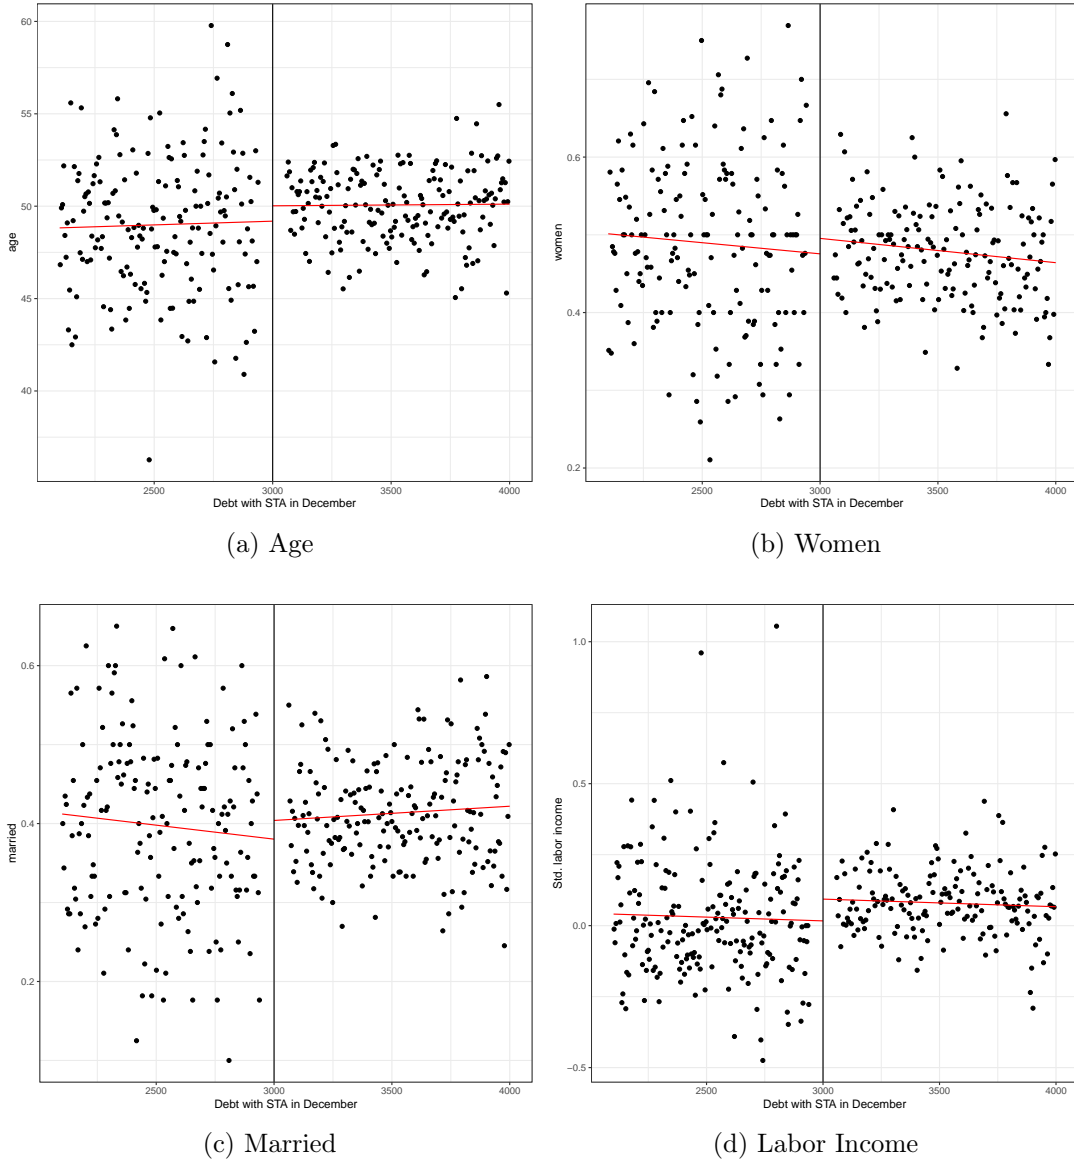 60
55
50
45
40
age
2500
3000
3500
4000
Debt with STA in December
(a) Age
0.6
0.4
0.2
women
2500
3000
3500
4000
Debt with STA in December
(b) Women
0.6
0.4
0.2
married
2500
3000
3500
4000
Debt with STA in December
(c) Married
1.0
0.5
0.0
−0.5
Std. labor income
2500
3000
3500
4000
Debt with STA in December
(d) Labor Income